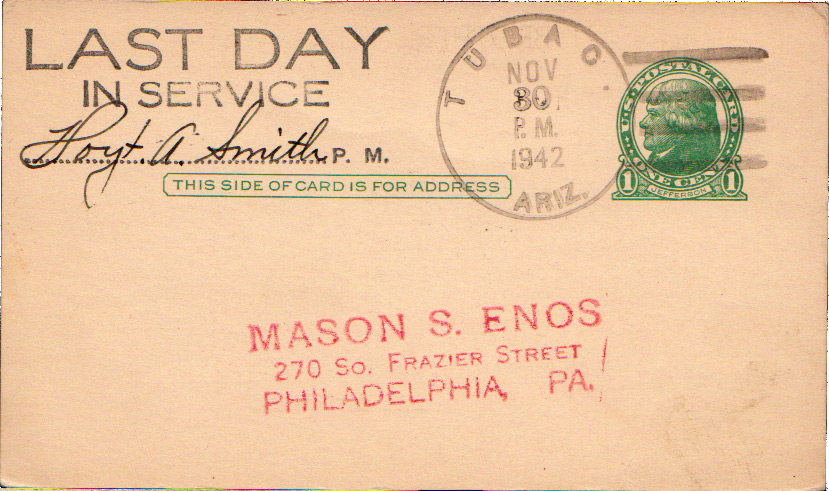 LAST DAY
IN SERVICE
Hoyt. A. Smith P. M.
THIS SIDE OF CARD IS FOR ADDRESS
TUBAC.
NOV
30
P.M.
1942
ARIZ.
U.S. POSTAL CARD
ONE CENT
1 JEFFERSON 1
MASON S. ENOS
270 So. FRAZIER STREET
PHILADELPHIA, PA.